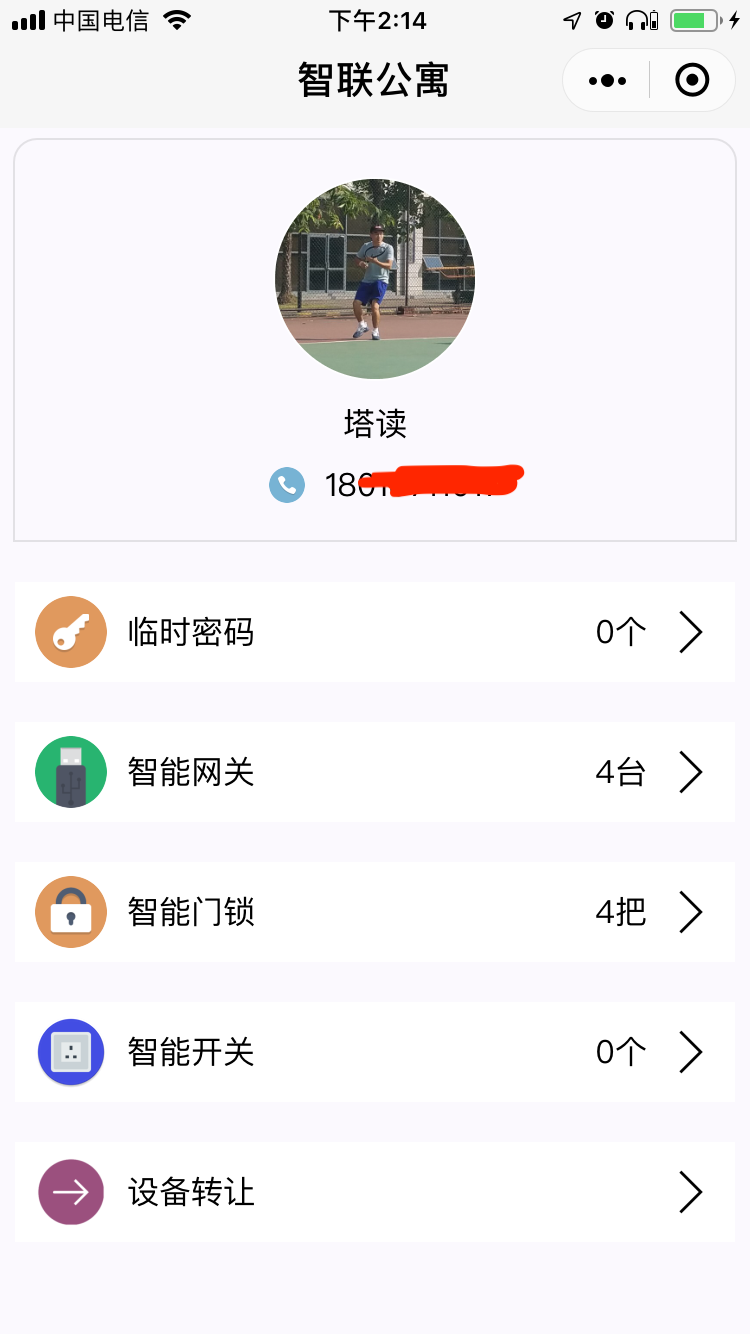 中国电信 下午2:14
智联公寓
塔读
180
临时密码 0个
智能网关 4台
智能门锁 4把
智能开关 0个
设备转让